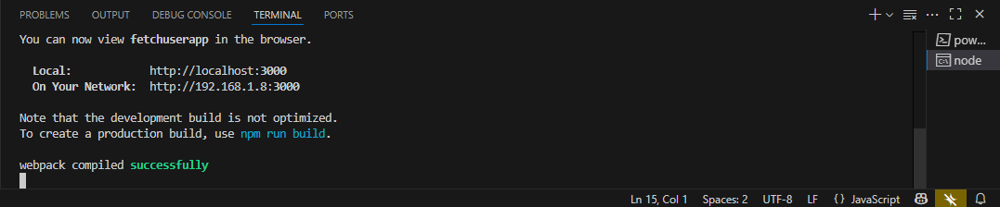 PROBLEMS OUTPUT DEBUG CONSOLE TERMINAL PORTS
You can now view fetchuserapp in the browser.
Local: http://localhost:3000
On Your Network: http://192.168.1.8:3000
Note that the development build is not optimized.
To create a production build, use npm run build.
webpack compiled successfully
pow...
node
Ln 15, Col 1 Spaces: 2 UTF-8 LF {} JavaScript